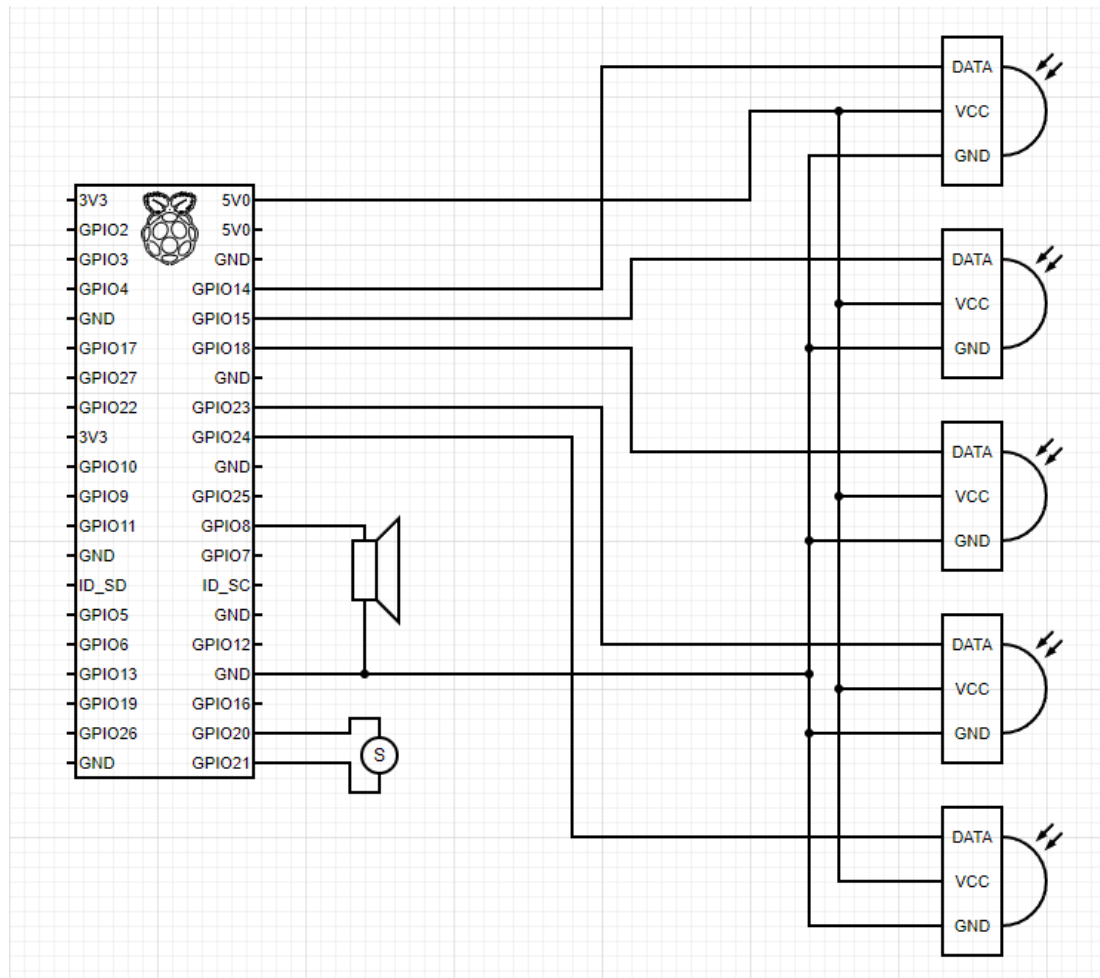 DATA
VCC
GND
3V3 5V0
GPIO2 5V0
GPIO3 GND
GPIO4 GPIO14
GND GPIO15
GPIO17 GPIO18
GPIO27 GND
GPIO22 GPIO23
3V3 GPIO24
GPIO10 GND
GPIO9 GPIO25
GPIO11 GPIO8
GND GPIO7
ID_SD ID_SC
GPIO5 GND
GPIO6 GPIO12
GPIO13 GND
GPIO19 GPIO16
GPIO26 GPIO20
GND GPIO21
S
DATA
VCC
GND
DATA
VCC
GND
DATA
VCC
GND
DATA
VCC
GND